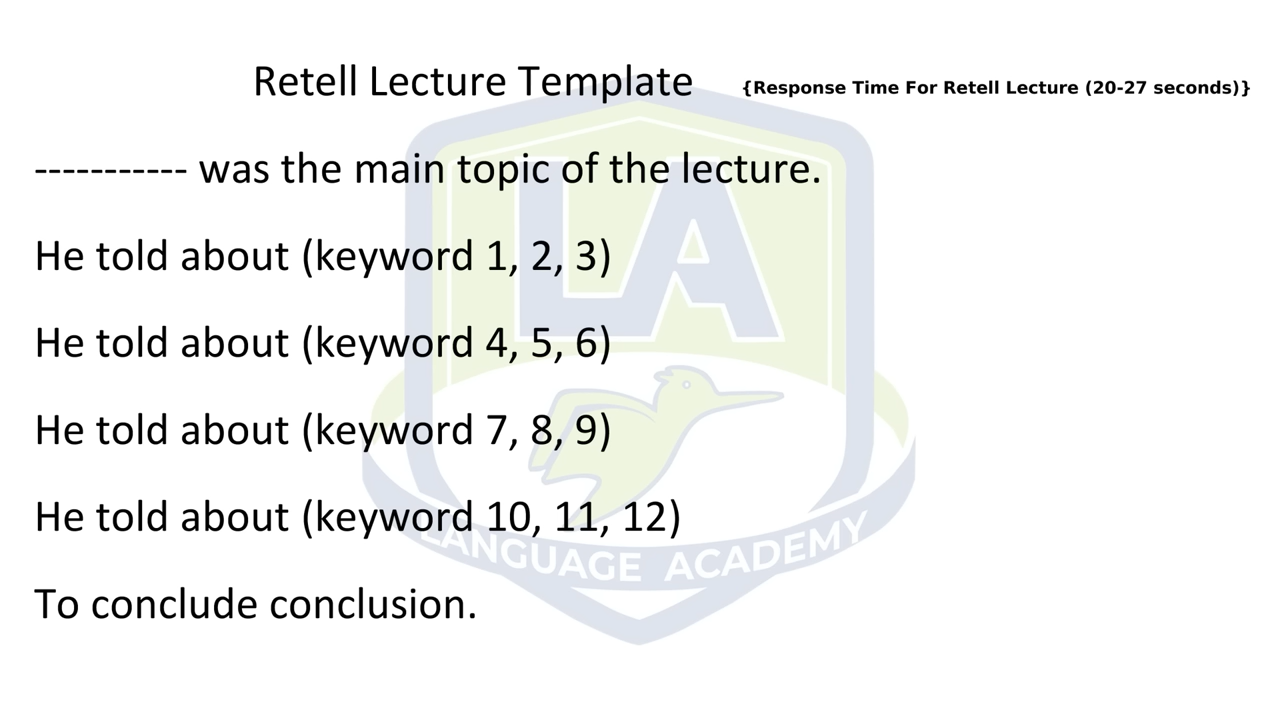 Retell Lecture Template {Response Time For Retell Lecture (20-27 seconds)}
----------- was the main topic of the lecture.
He told about (keyword 1, 2, 3)
He told about (keyword 4, 5, 6)
He told about (keyword 7, 8, 9)
He told about (keyword 10, 11, 12)
To conclude conclusion.
LA
LANGUAGE ACADEMY